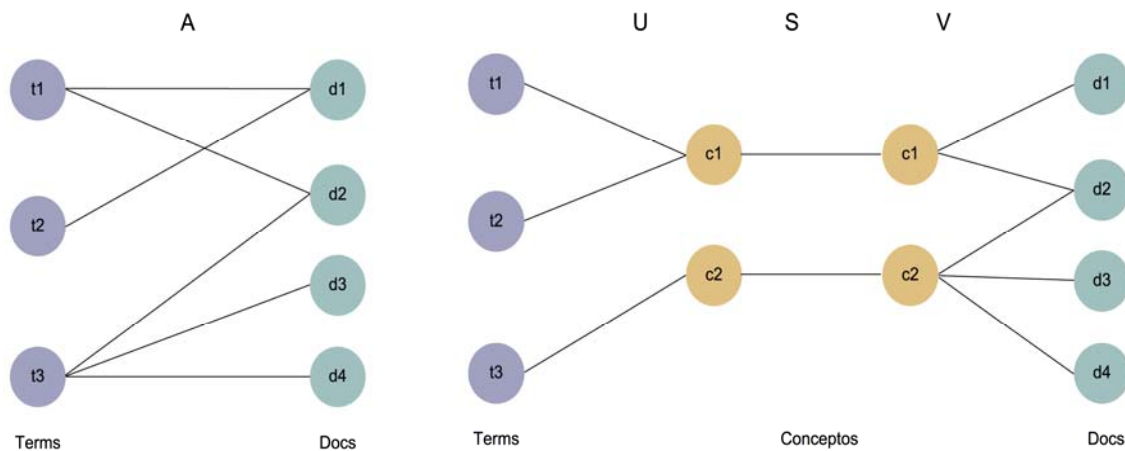 A
U S V
t1
d1
t2
d2
d3
t3
d4
Terms Docs
t1
d1
c1 c1
t2
d2
c2 c2
d3
t3
d4
Terms Conceptos Docs